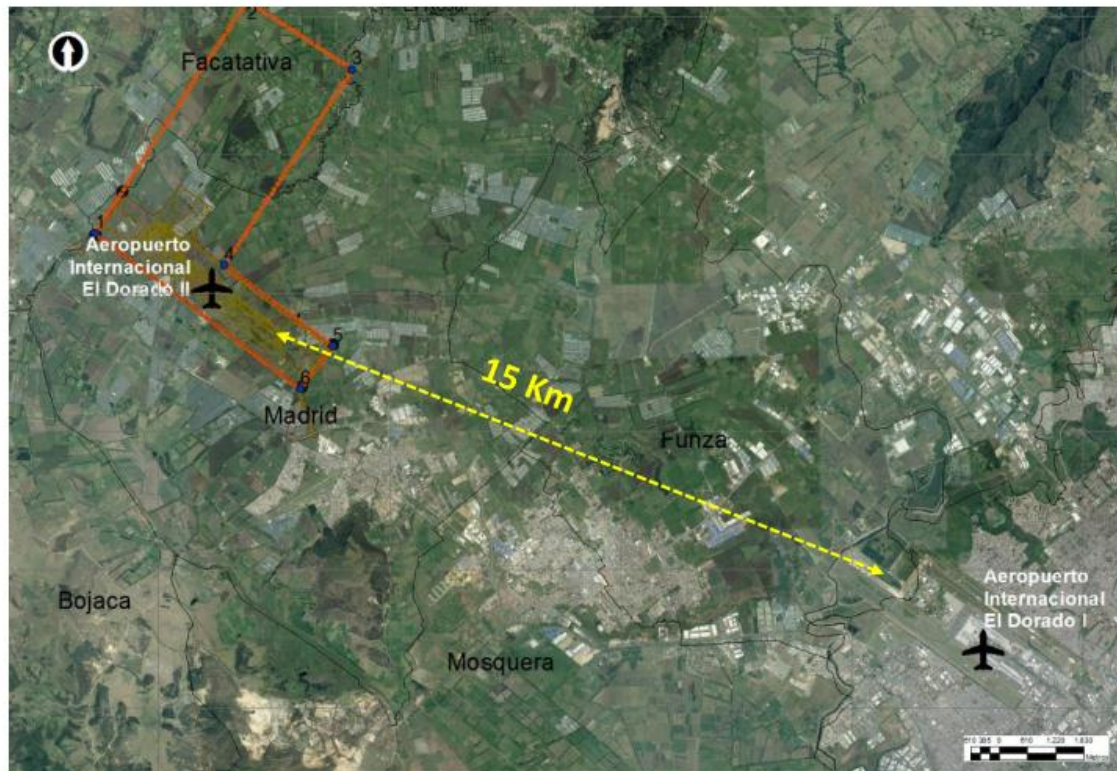 2
Facatativa
3
9
1
Aeropuerto
Internacional
El Dorado II
4
5
6
Madrid
15 Km
Funza
Bojaca
Mosquera
Aeropuerto
Internacional
El Dorado I